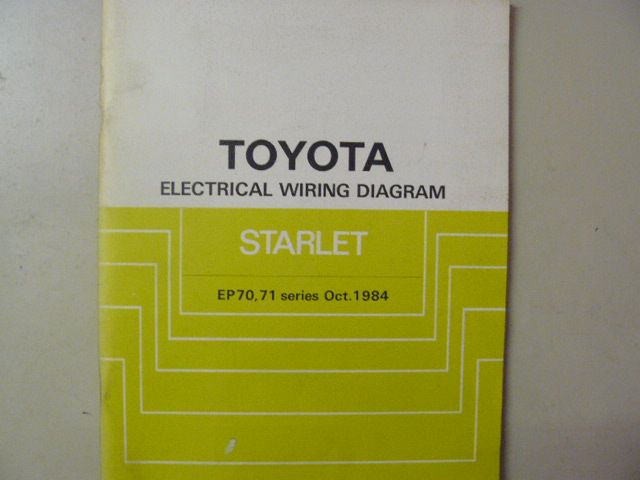 TOYOTA
ELECTRICAL WIRING DIAGRAM
STARLET
EP70,71 series Oct.1984